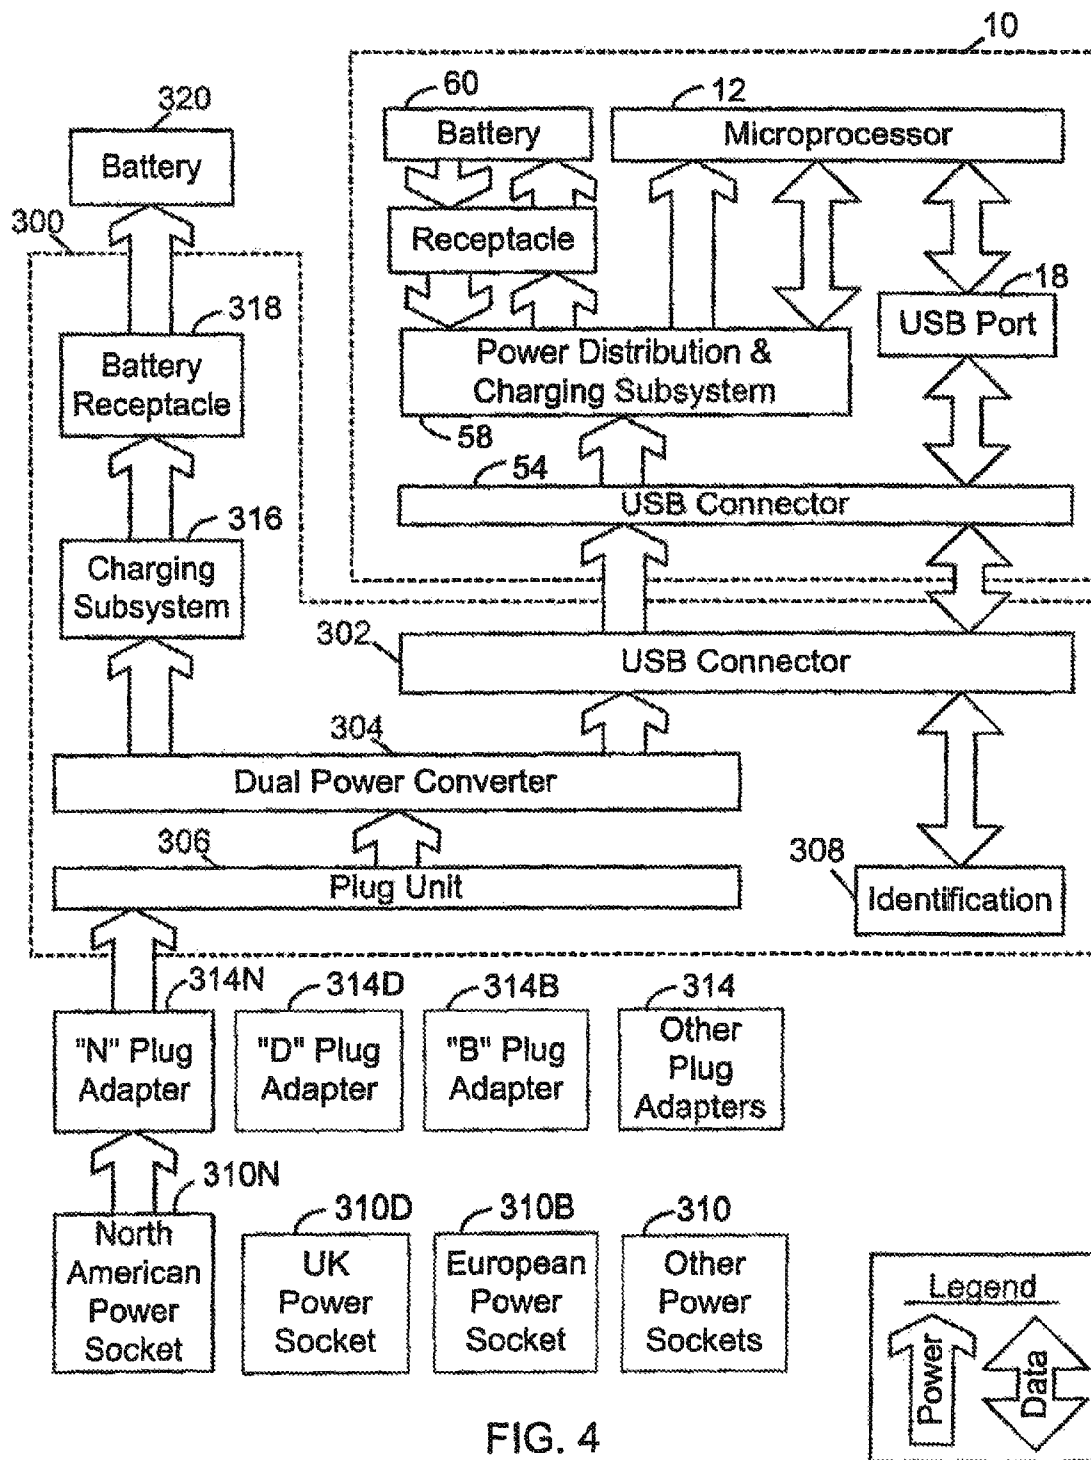 10
320
Battery
60
Battery
12
Microprocessor
300
Receptacle
18
USB Port
318
Battery
Receptacle
Power Distribution &
Charging Subsystem
58
54
USB Connector
316
Charging
Subsystem
302
USB Connector
304
Dual Power Converter
306
Plug Unit
308
Identification
314N
"N" Plug
Adapter
314D
"D" Plug
Adapter
314B
"B" Plug
Adapter
314
Other
Plug
Adapters
310N
North
American
Power
Socket
310D
UK
Power
Socket
310B
European
Power
Socket
310
Other
Power
Sockets
Legend
Power
Data
FIG. 4